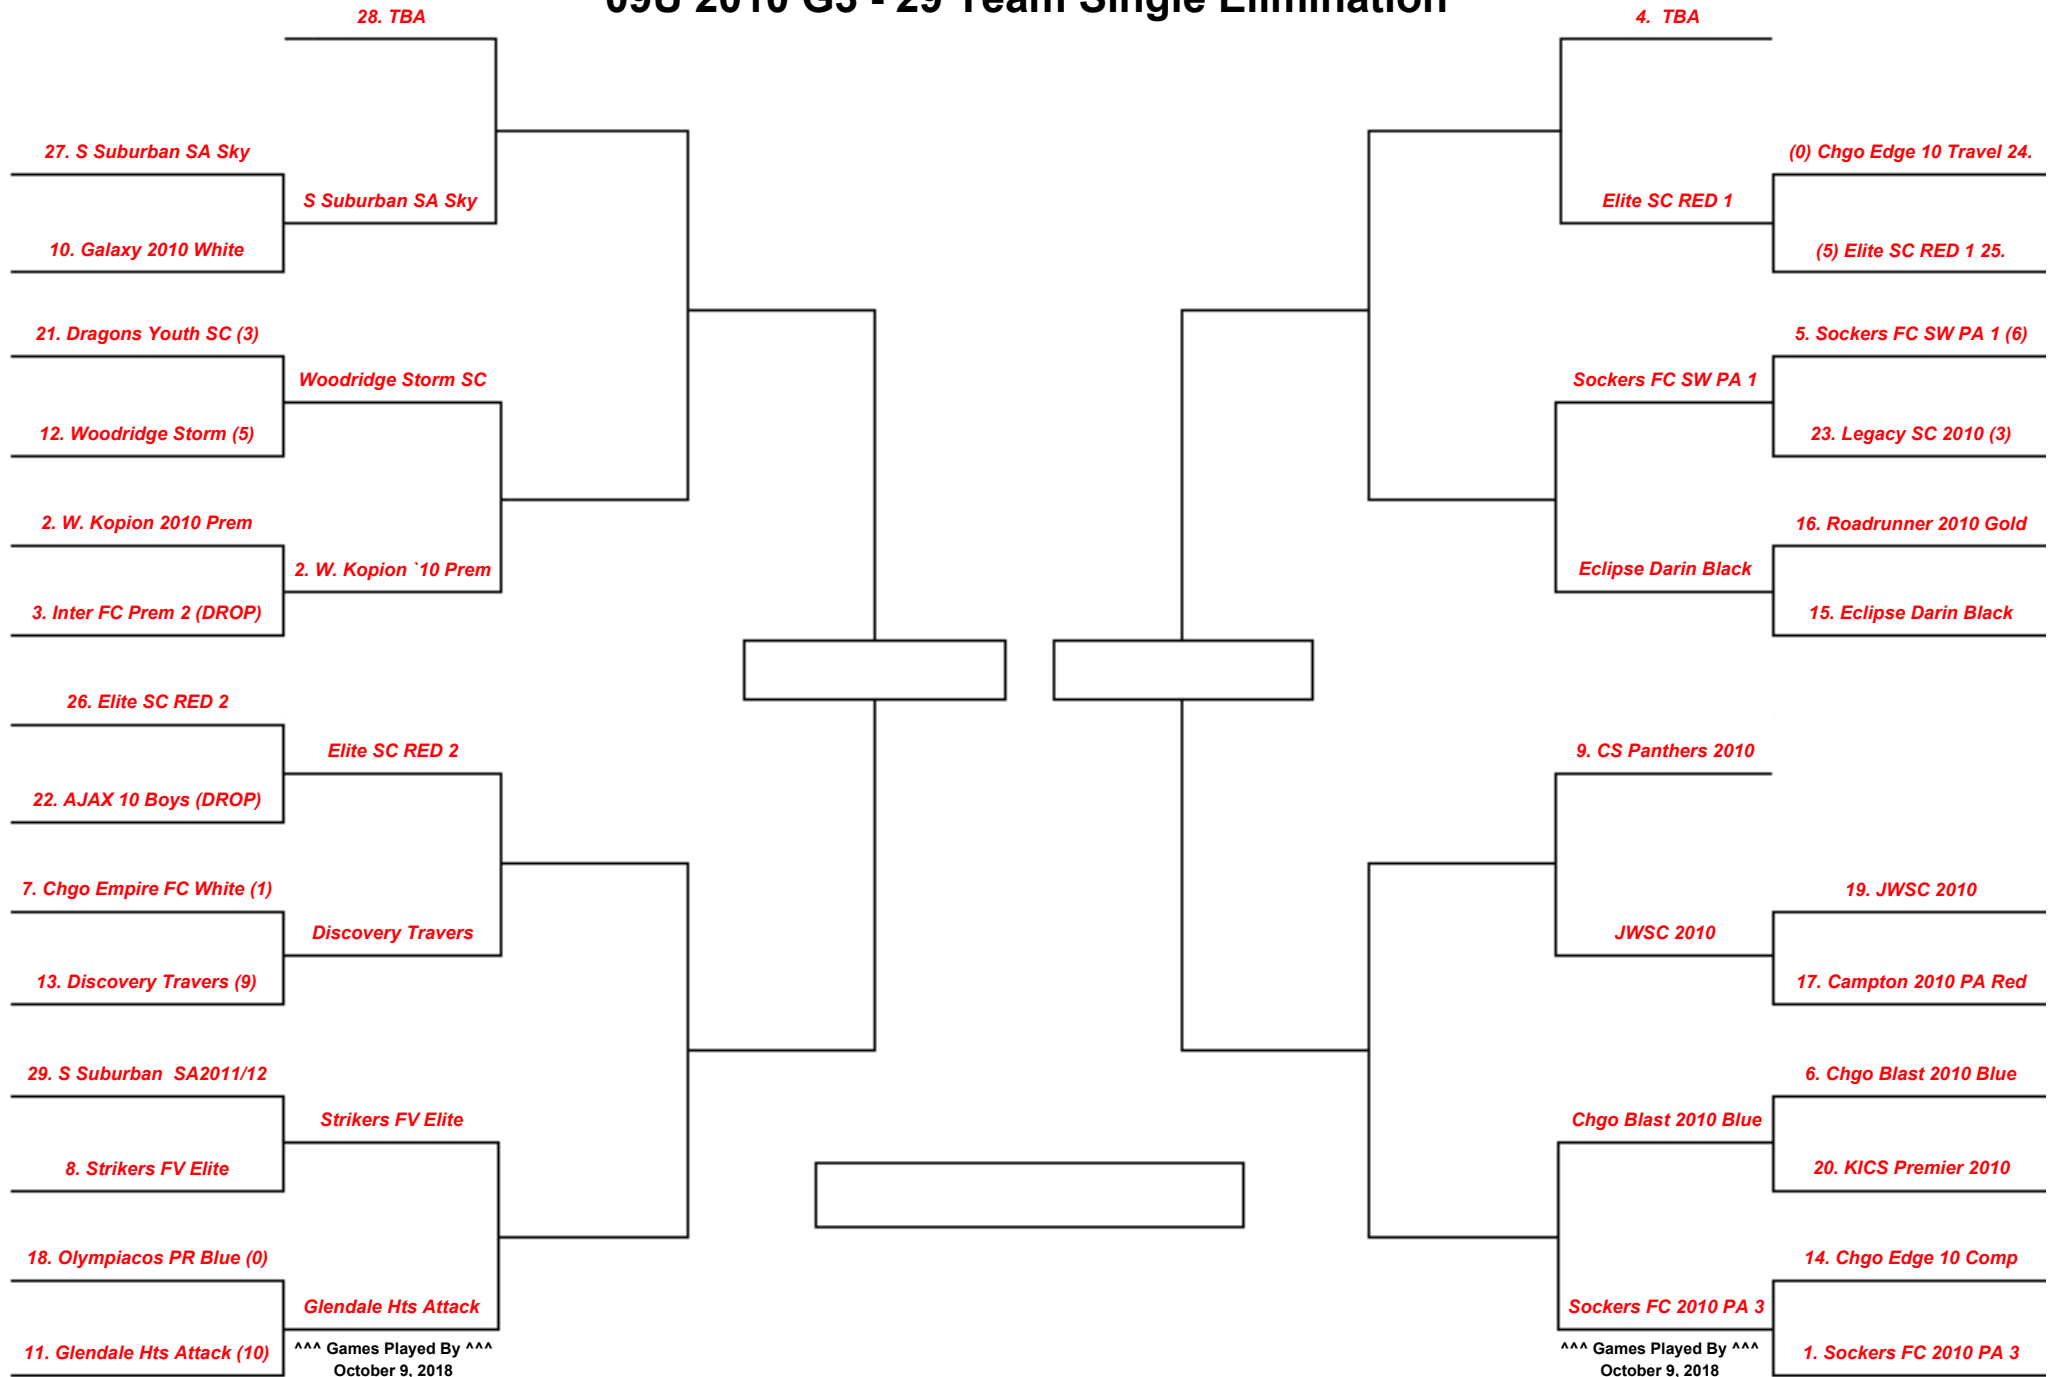 09U 2010 G3 - 29 Team Single Elimination
28. TBA
4. TBA
27. S Suburban SA Sky
(0) Chgo Edge 10 Travel 24.
S Suburban SA Sky
Elite SC RED 1
10. Galaxy 2010 White
(5) Elite SC RED 1 25.
21. Dragons Youth SC (3)
5. Sockers FC SW PA 1 (6)
Woodridge Storm SC
Sockers FC SW PA 1
12. Woodridge Storm (5)
23. Legacy SC 2010 (3)
2. W. Kopion 2010 Prem
16. Roadrunner 2010 Gold
2. W. Kopion `10 Prem
Eclipse Darin Black
3. Inter FC Prem 2 (DROP)
15. Eclipse Darin Black
26. Elite SC RED 2
Elite SC RED 2
9. CS Panthers 2010
22. AJAX 10 Boys (DROP)
7. Chgo Empire FC White (1)
19. JWSC 2010
Discovery Travers
JWSC 2010
13. Discovery Travers (9)
17. Campton 2010 PA Red
29. S Suburban SA2011/12
6. Chgo Blast 2010 Blue
Strikers FV Elite
Chgo Blast 2010 Blue
8. Strikers FV Elite
20. KICS Premier 2010
18. Olympiacos PR Blue (0)
14. Chgo Edge 10 Comp
Glendale Hts Attack
Sockers FC 2010 PA 3
11. Glendale Hts Attack (10)
^^^ Games Played By ^^^
October 9, 2018
^^^ Games Played By ^^^
October 9, 2018
1. Sockers FC 2010 PA 3